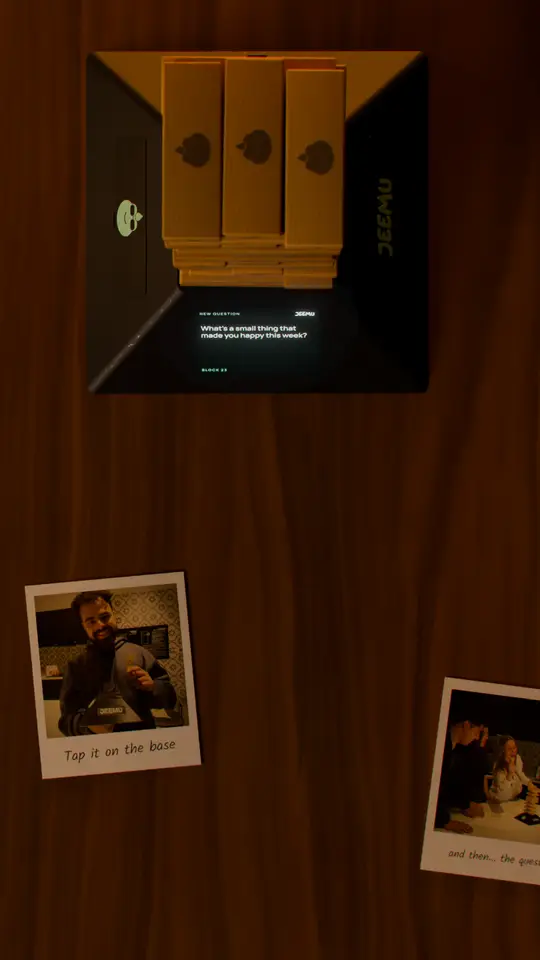 JEEMU
NEW QUESTION
JEEMU
What's a small thing that
made you happy this week?
BLOCK 23
JEEMU
Tap it on the base
and then... the